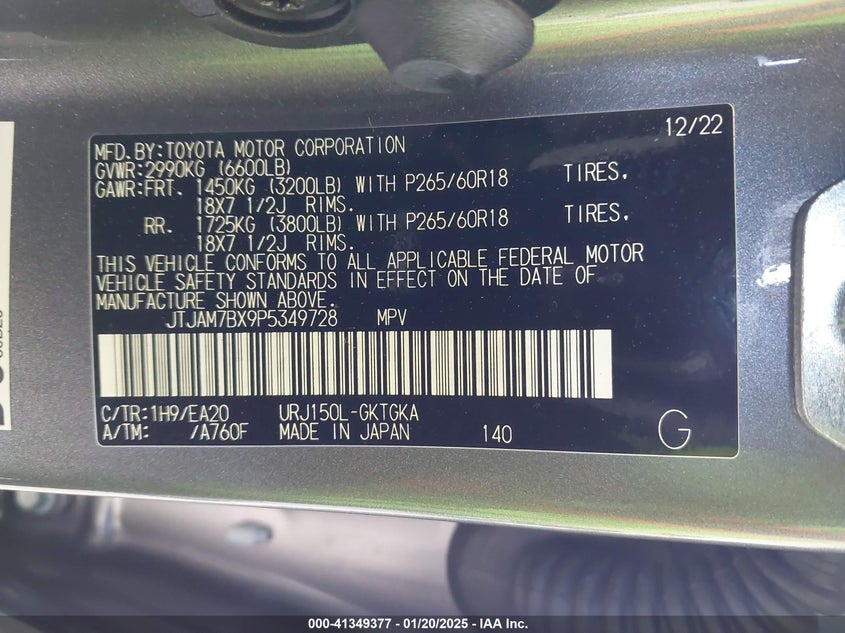 12/22
MFD. BY:TOYOTA MOTOR CORPORATION
GVWR:2990KG (6600LB)
GAWR:FRT. 1450KG (3200LB) WITH P265/60R18 TIRES,
18X7 1/2J RIMS.
RR. 1725KG (3800LB) WITH P265/60R18 TIRES,
18X7 1/2J RIMS.
THIS VEHICLE CONFORMS TO ALL APPLICABLE FEDERAL MOTOR
VEHICLE SAFETY STANDARDS IN EFFECT ON THE DATE OF
MANUFACTURE SHOWN ABOVE.
JTJAM7BX9P5349728 MPV
C/TR:1H9/EA20 URJ150L-GKTGKA
A/TM: /A760F MADE IN JAPAN 140 G
000-41349377 - 01/20/2025 - IAA Inc.